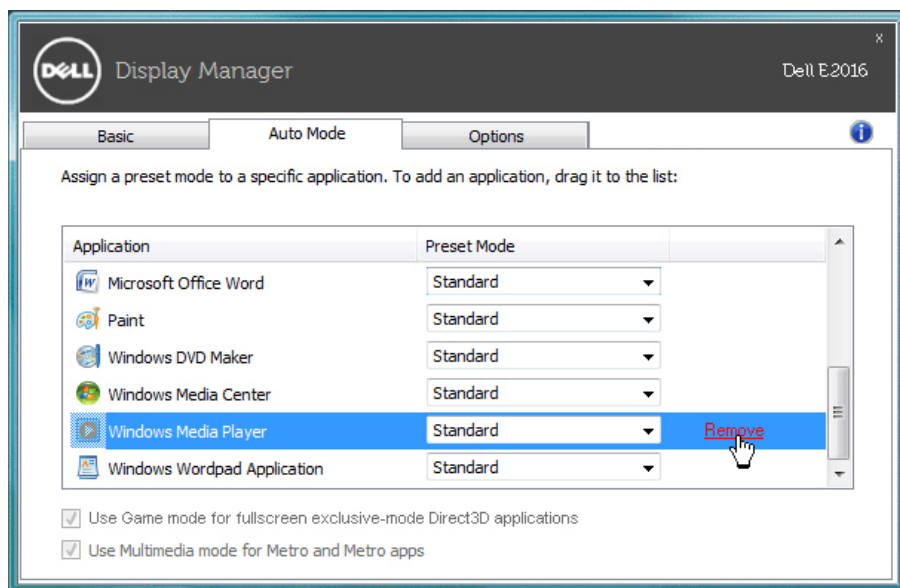 DELL Display Manager
x
Dell E2016
Basic Auto Mode Options
Assign a preset mode to a specific application. To add an application, drag it to the list:
Application Preset Mode
Microsoft Office Word Standard
Paint Standard
Windows DVD Maker Standard
Windows Media Center Standard
Windows Media Player Standard Remove
Windows Wordpad Application Standard
Use Game mode for fullscreen exclusive-mode Direct3D applications
Use Multimedia mode for Metro and Metro apps